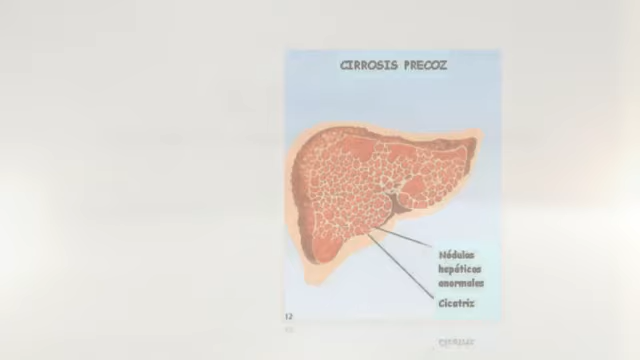 CIRROSIS PRECOZ
Nódulos
hepáticos
anormales
Cicatriz
12